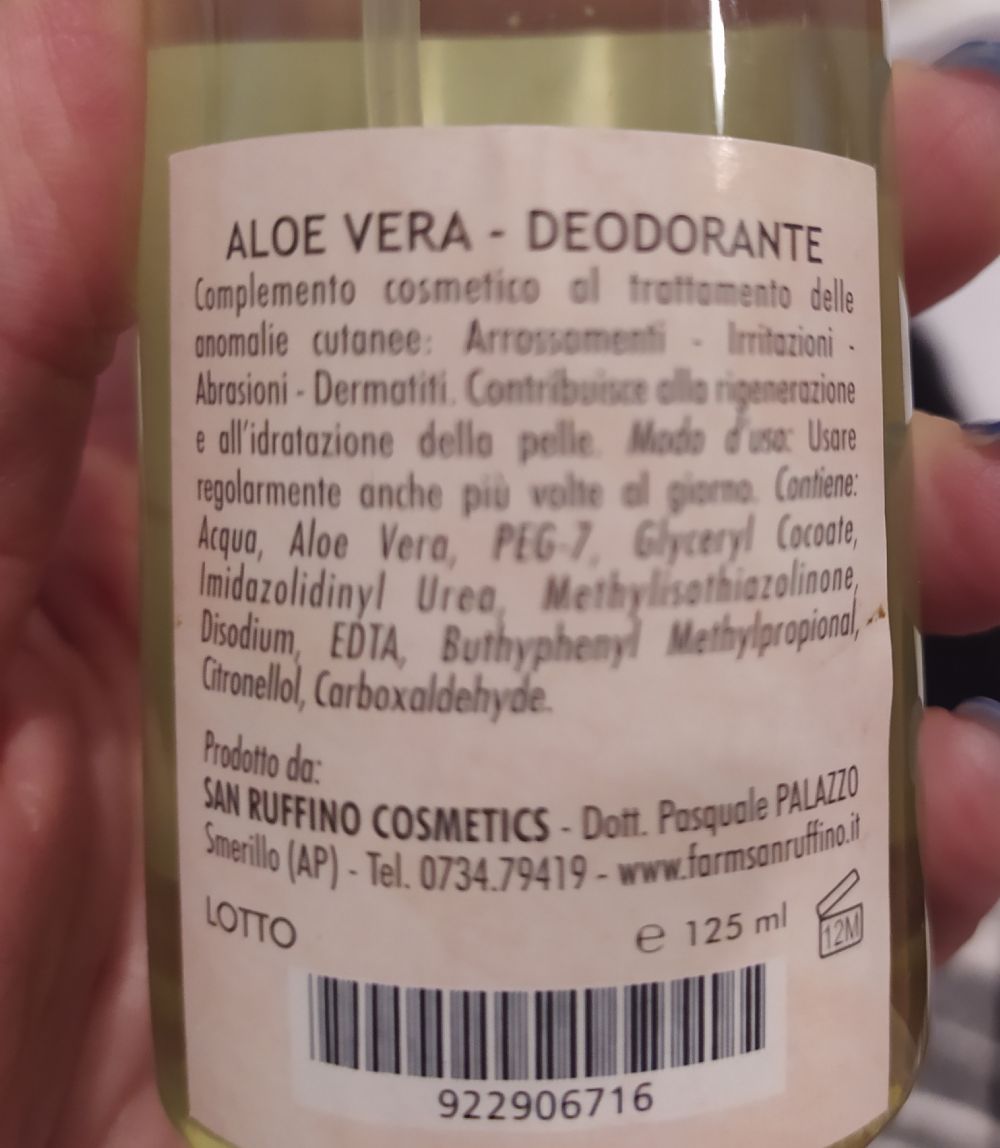 ALOE VERA - DEODORANTE
Complemento cosmetico al trattamento delle
anomalie cutanee: Arrossamenti - Irritazioni -
Abrasioni - Dermatiti. Contribuisce alla rigenerazione
e all'idratazione della pelle. Modo d'uso: Usare
regolarmente anche più volte al giorno. Contiene:
Acqua, Aloe Vera, PEG-7, Glyceryl Cocoate,
Imidazolidinyl Urea, Methylisothiazolinone,
Disodium, EDTA, Buthyphenyl Methylpropional,
Citronellol, Carboxaldehyde.
Prodotto da:
SAN RUFFINO COSMETICS - Dott. Pasquale PALAZZO
Smerillo (AP) - Tel. 0734.79419 - www.farmsanruffino.it
LOTTO
e 125 ml
12M
922906716